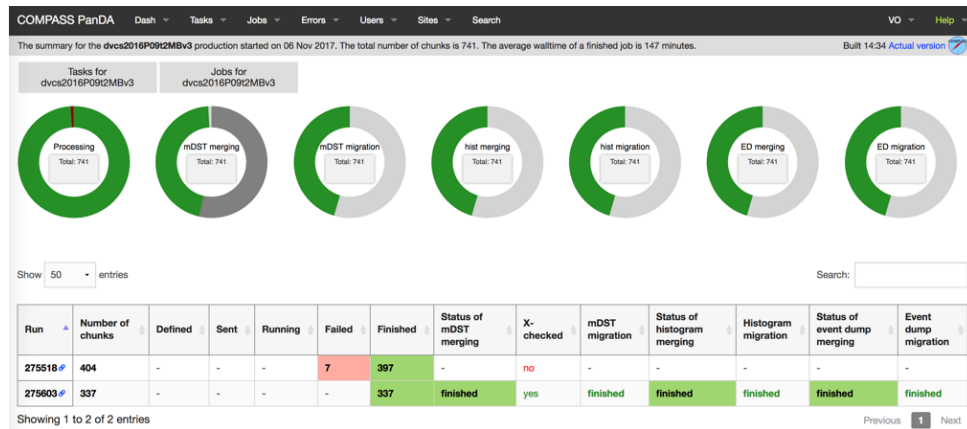 COMPASS PanDA Dash Tasks Jobs Errors Users Sites Search VO Help
The summary for the dvcs2016P09t2MBv3 production started on 06 Nov 2017. The total number of chunks is 741. The average walltime of a finished job is 147 minutes. Built 14:34 Actual version
Tasks for
dvcs2016P09t2MBv3
Jobs for
dvcs2016P09t2MBv3
Processing
Total: 741
mDST merging
Total: 741
mDST migration
Total: 741
hist merging
Total: 741
hist migration
Total: 741
ED merging
Total: 741
ED migration
Total: 741
Show 50 entries Search:
Run
Number of
chunks
Defined
Sent
Running
Failed
Finished
Status of
mDST
merging
X-
checked
mDST
migration
Status of
histogram
merging
Histogram
migration
Status of
event dump
merging
Event
dump
migration
275518 404 - - - 7 397 - no - - - - -
275603 337 - - - - 337 finished yes finished finished finished finished finished
Showing 1 to 2 of 2 entries Previous 1 Next